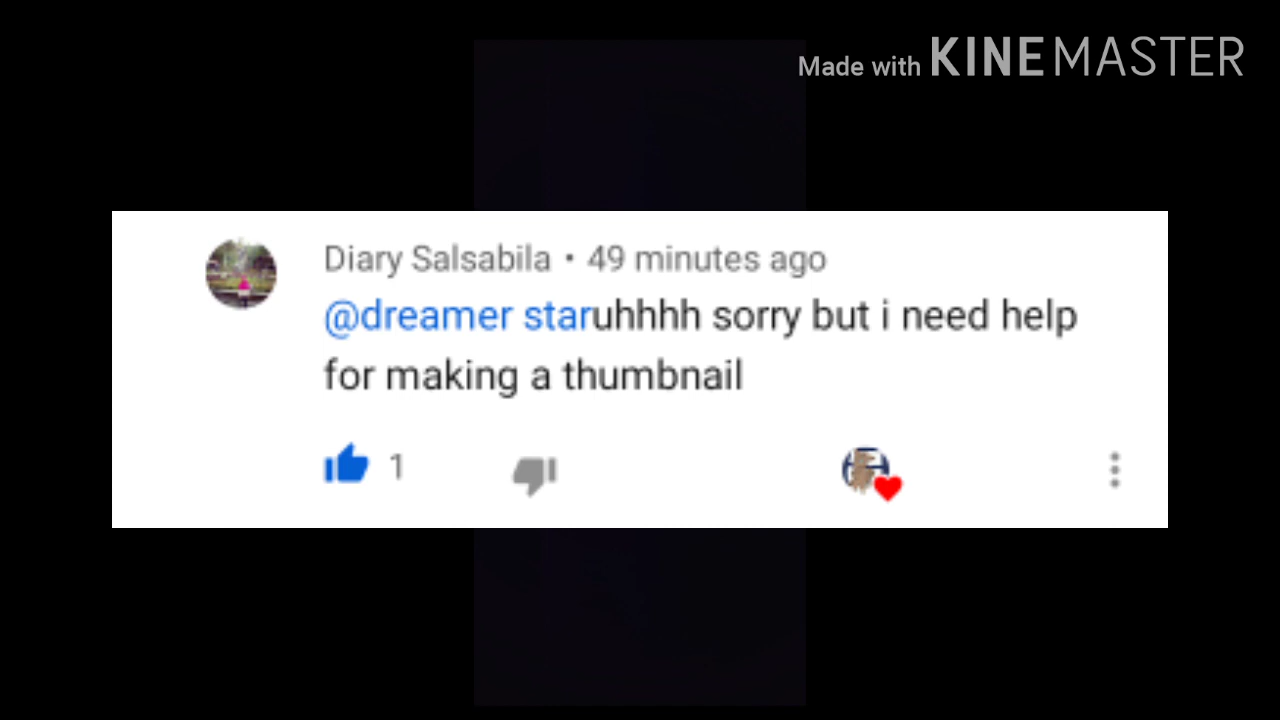 Made with KINEMASTER
Diary Salsabila • 49 minutes ago
@dreamer staruhhhh sorry but i need help
for making a thumbnail
1